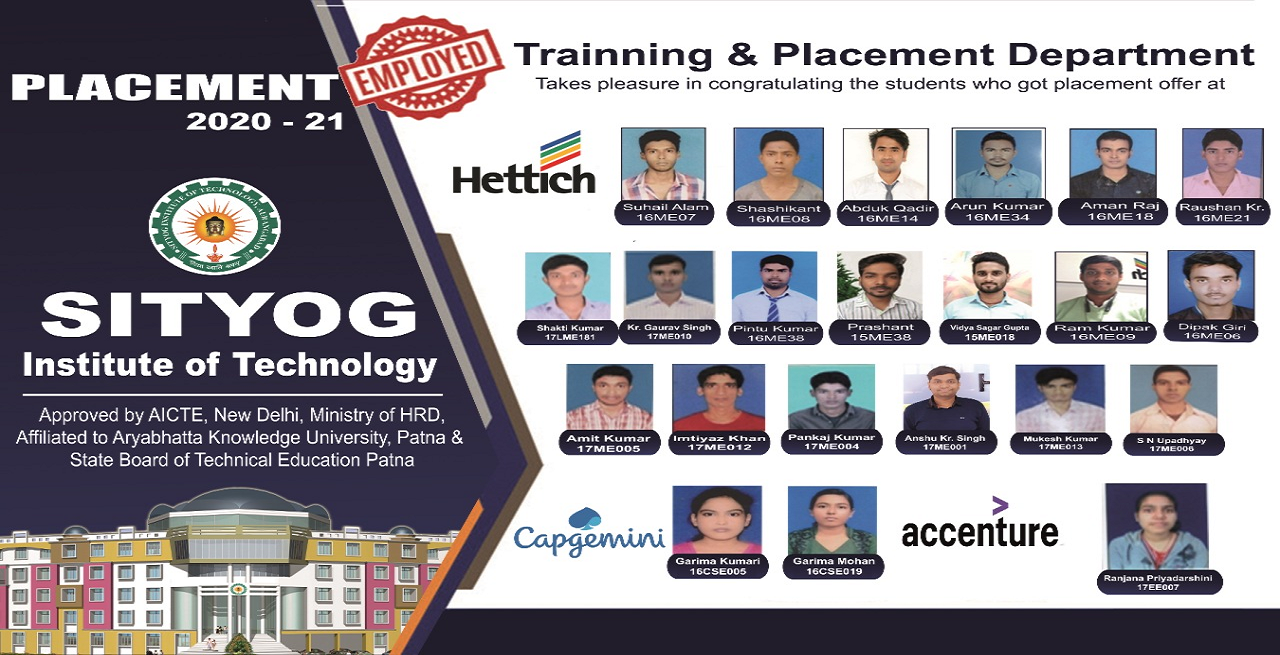 PLACEMENT
2020 - 21
EMPLOYED
Trainning & Placement Department
Takes pleasure in congratulating the students who got placement offer at
SITYOG INSTITUTE OF TECHNOLOGY, AURANGABAD
SITYOG
Institute of Technology
Approved by AICTE, New Delhi, Ministry of HRD,
Affiliated to Aryabhatta Knowledge University, Patna &
State Board of Technical Education Patna
Hettich
Suhail Alam
16ME07
Shashikant
16ME08
Abduk Qadir
16ME14
Arun Kumar
16ME34
Aman Raj
16ME18
Raushan Kr.
16ME21
Shakti Kumar
17LME181
Kr. Gaurav Singh
17ME010
Pintu Kumar
16ME38
Prashant
15ME38
Vidya Sagar Gupta
15ME018
Ram Kumar
16ME09
Dipak Giri
16ME06
Amit Kumar
17ME005
Imtiyaz Khan
17ME012
Pankaj Kumar
17ME004
Anshu Kr. Singh
17ME001
Mukesh Kumar
17ME013
S N Upadhyay
17ME006
Capgemini
Garima Kumari
16CSE005
Garima Mohan
16CSE019
accenture
Ranjana Priyadarshini
17EE007